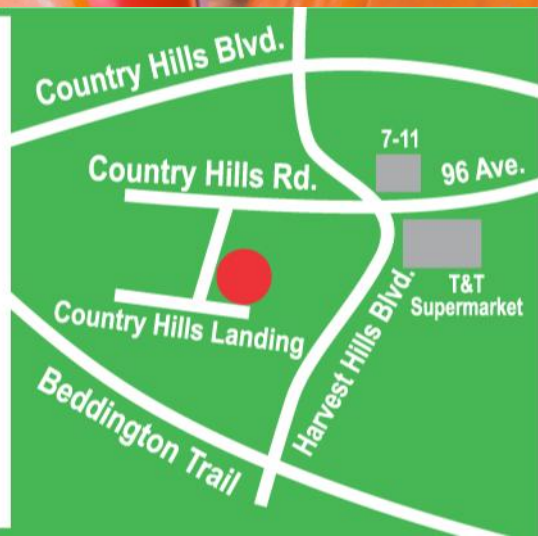 Country Hills Blvd.
7-11
Country Hills Rd.
96 Ave.
T&T
Supermarket
Country Hills Landing
Harvest Hills Blvd.
Beddington Trail